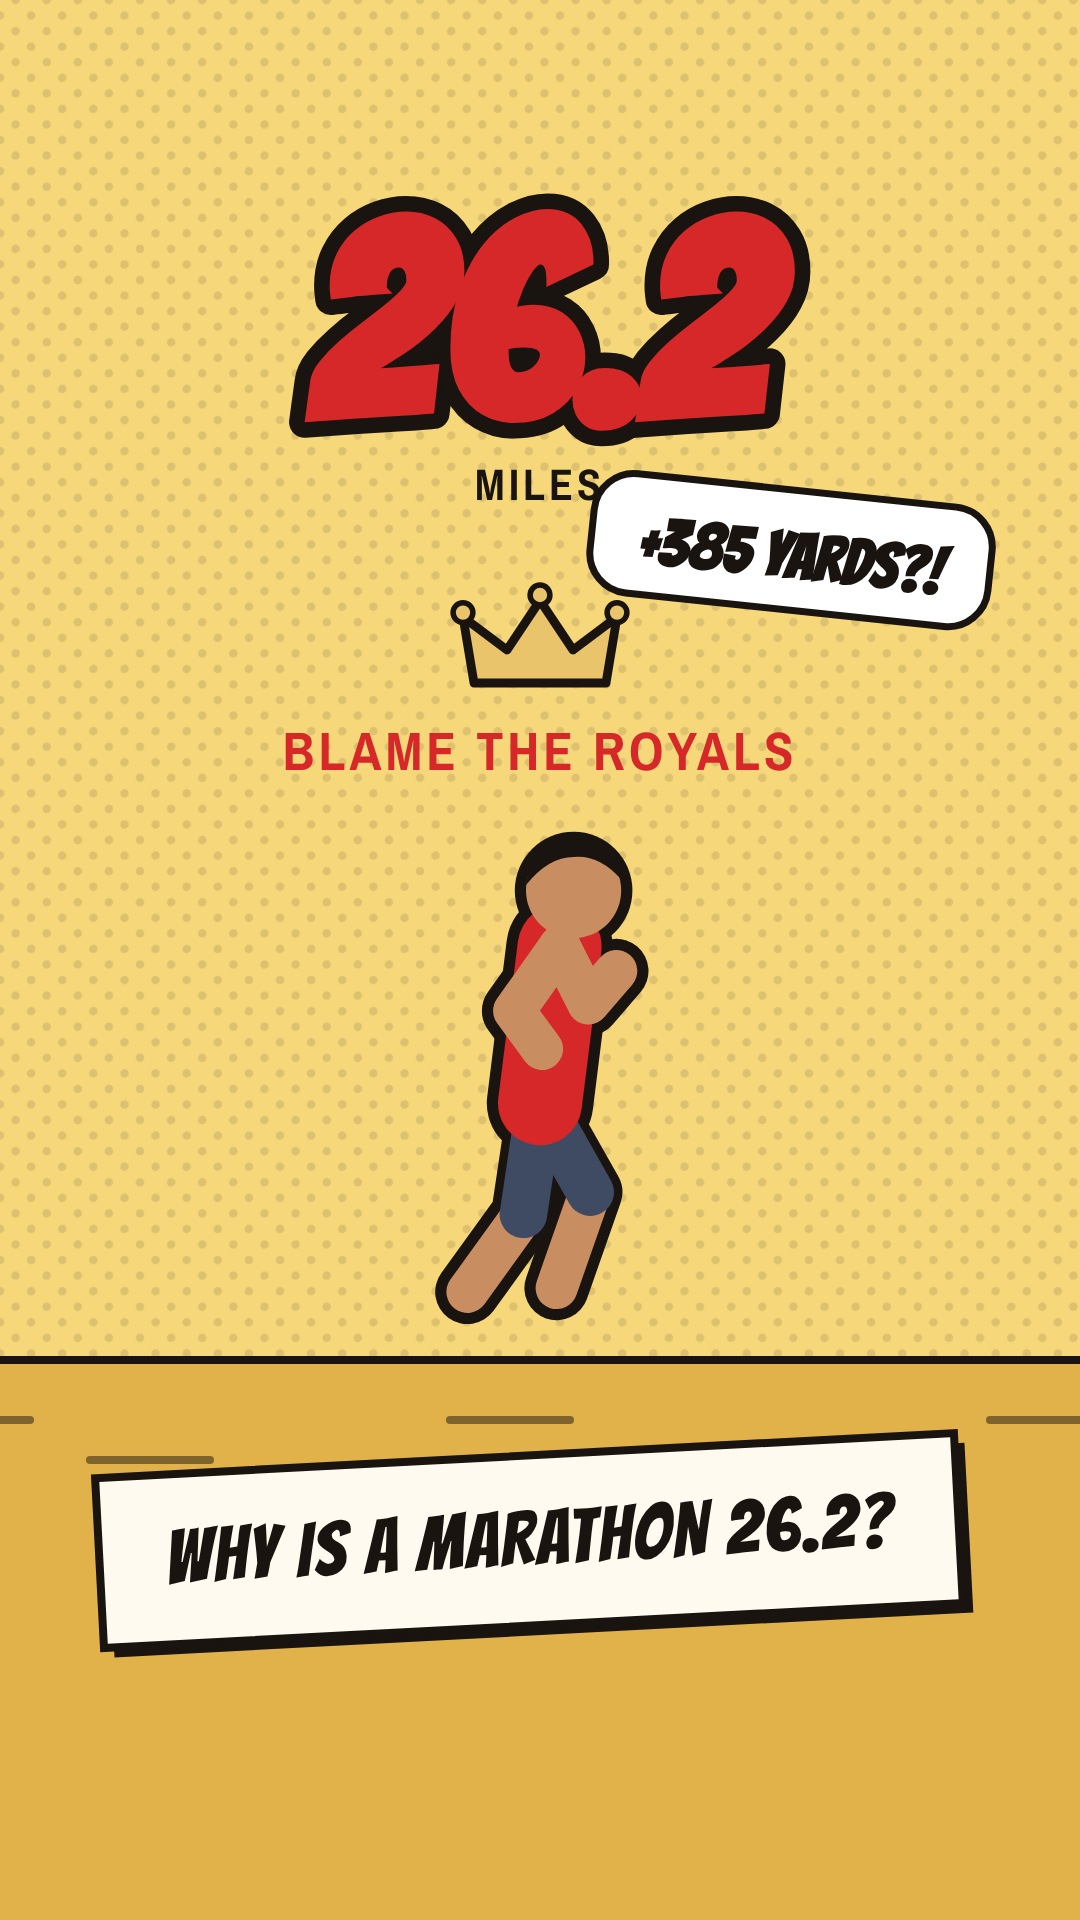 26.2
MILES
+385 YARDS?!
BLAME THE ROYALS
WHY IS A MARATHON 26.2?